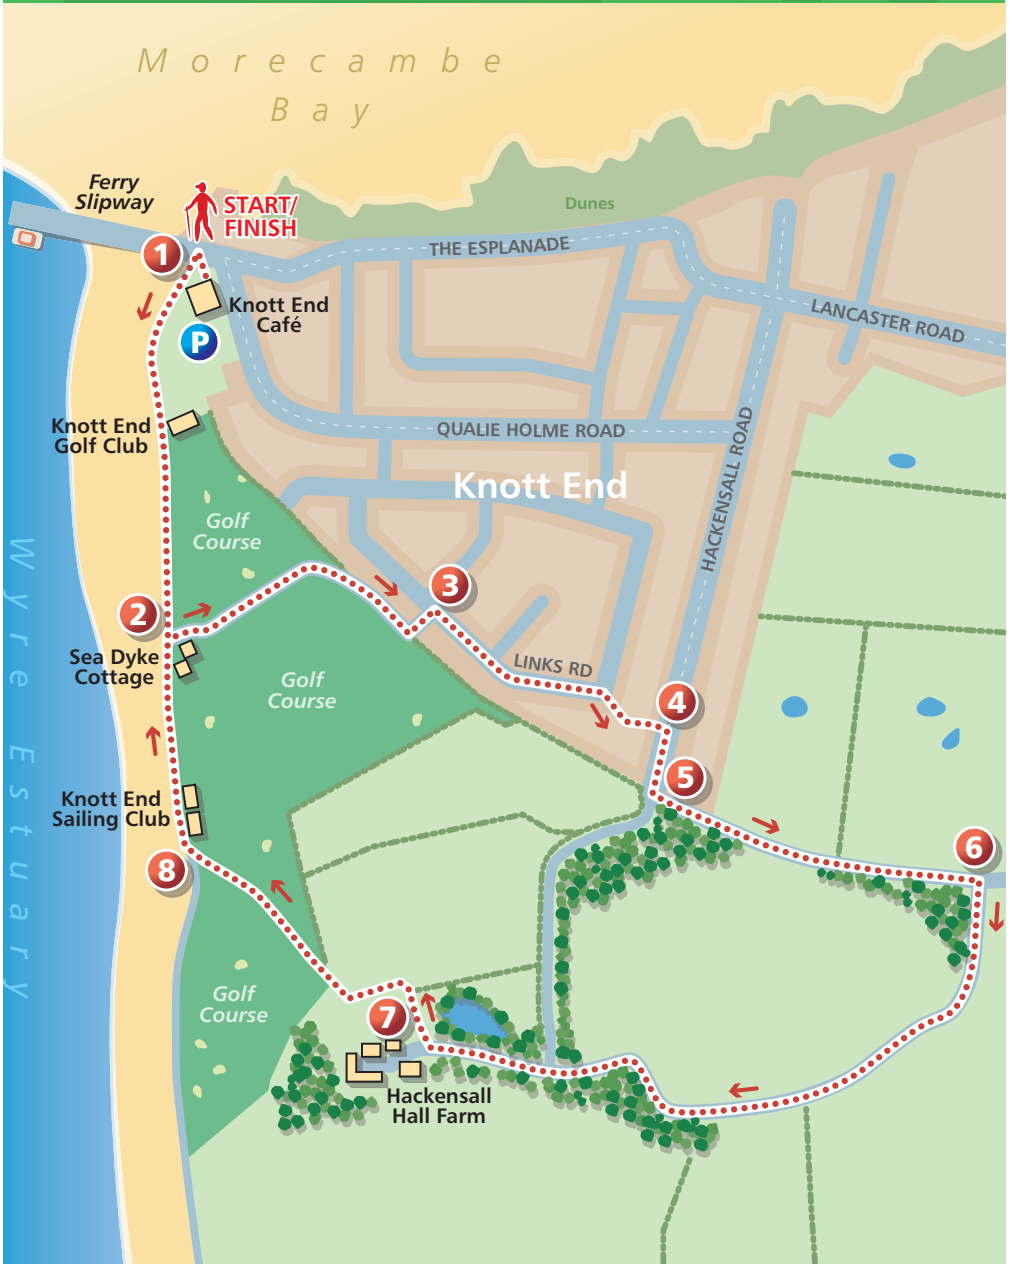 Morecambe
Bay
Ferry
Slipway
START/
FINISH
Dunes
1
THE ESPLANADE
Knott End
Café
P
LANCASTER ROAD
Knott End
Golf Club
QUALIE HOLME ROAD
HACKENSALL ROAD
Knott End
Golf
Course
Wyre Estuary
3
2
Sea Dyke
Cottage
LINKS RD
Golf
Course
4
5
Knott End
Sailing Club
6
8
Golf
Course
7
Hackensall
Hall Farm